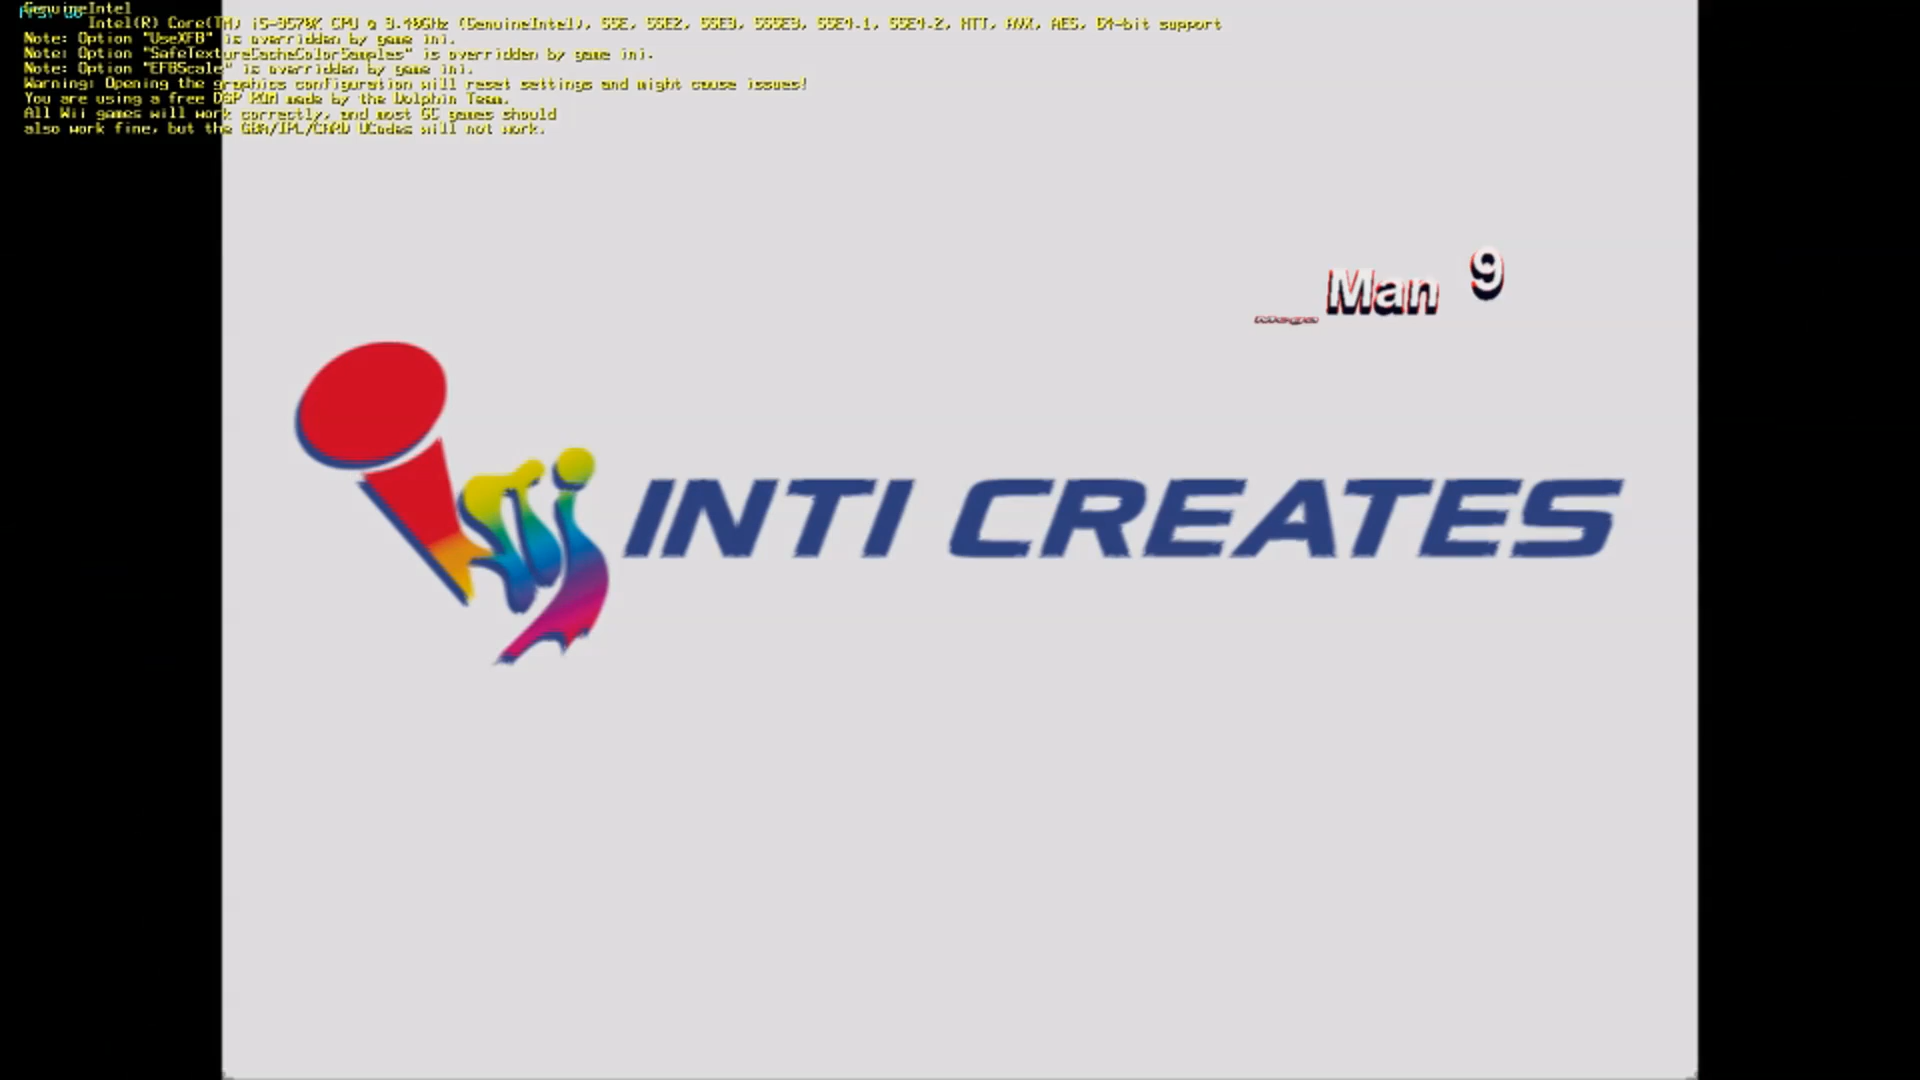 GenuineIntel
Intel(R) Core(TM) i5-3570K CPU @ 3.40GHz (GenuineIntel), SSE, SSE2, SSE3, SSSE3, SSE4.1, SSE4.2, HTT, AVX, AES, 64-bit support
Note: Option "UseXFB" is overridden by game ini.
Note: Option "SafeTextureCacheColorSamples" is overridden by game ini.
Note: Option "EFBScale" is overridden by game ini.
Warning: Opening the graphics configuration will reset settings and might cause issues!
You are using a free DSP ROM made by the Dolphin Team.
All Wii games will work correctly, and most GC games should
also work fine, but the GBA/IPL/CARD UCodes will not work.
Mega Man 9
INTI CREATES